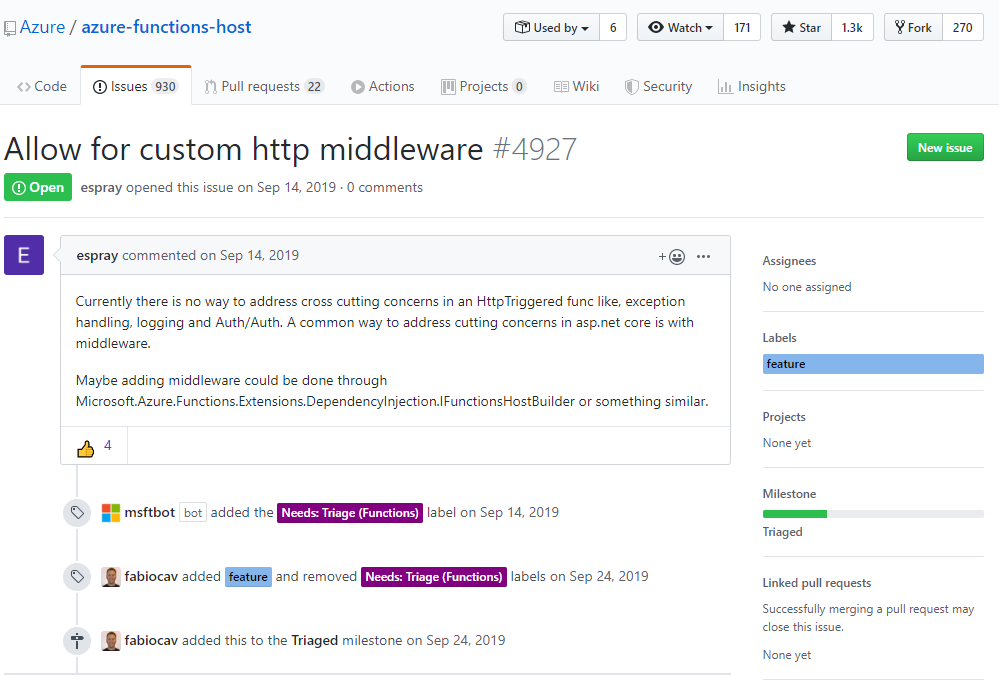 Azure / azure-functions-host
Used by 6
Watch 171
Star 1.3k
Fork 270
Code
Issues 930
Pull requests 22
Actions
Projects 0
Wiki
Security
Insights
Allow for custom http middleware #4927
New issue
Open
espray opened this issue on Sep 14, 2019 · 0 comments
E
espray commented on Sep 14, 2019
Currently there is no way to address cross cutting concerns in an HttpTriggered func like, exception
handling, logging and Auth/Auth. A common way to address cutting concerns in asp.net core is with
middleware.
Maybe adding middleware could be done through
Microsoft.Azure.Functions.Extensions.DependencyInjection.IFunctionsHostBuilder or something similar.
4
msftbot bot added the Needs: Triage (Functions) label on Sep 14, 2019
fabiocav added feature and removed Needs: Triage (Functions) labels on Sep 24, 2019
fabiocav added this to the Triaged milestone on Sep 24, 2019
Assignees
No one assigned
Labels
feature
Projects
None yet
Milestone
Triaged
Linked pull requests
Successfully merging a pull request may
close this issue.
None yet